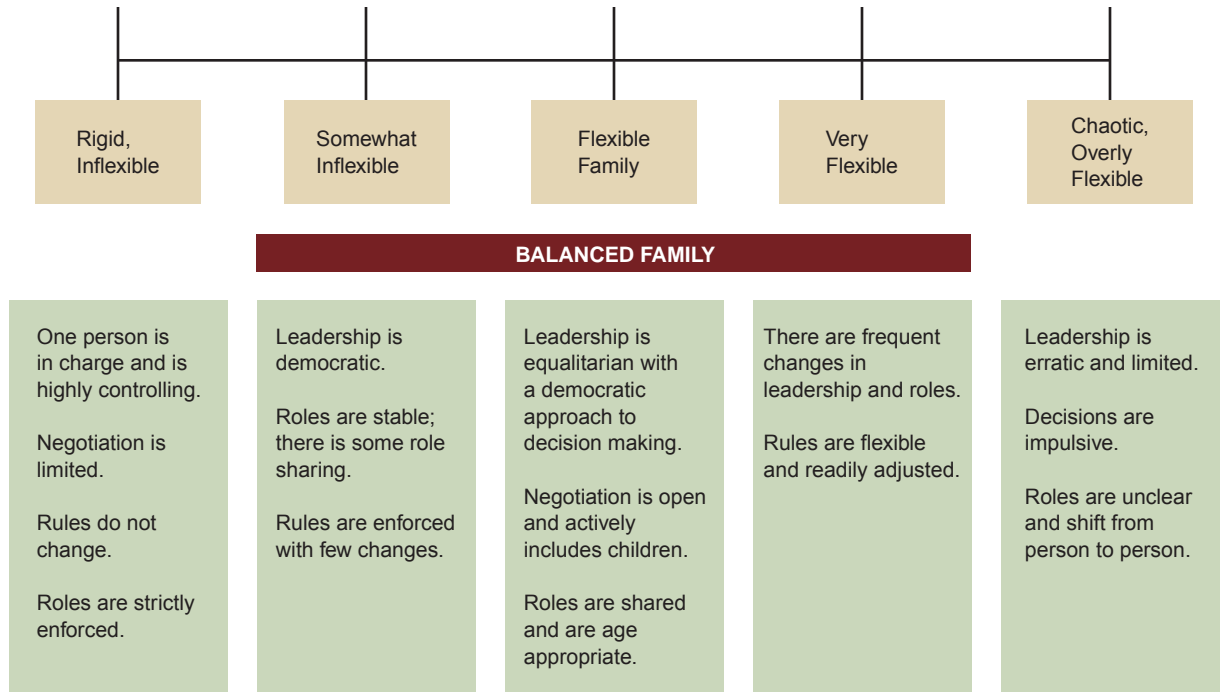 Rigid,
Inflexible
Somewhat
Inflexible
Flexible
Family
Very
Flexible
Chaotic,
Overly
Flexible
BALANCED FAMILY
One person is
in charge and is
highly controlling.
Negotiation is
limited.
Rules do not
change.
Roles are strictly
enforced.
Leadership is
democratic.
Roles are stable;
there is some role
sharing.
Rules are enforced
with few changes.
Leadership is
equalitarian with
a democratic
approach to
decision making.
Negotiation is open
and actively
includes children.
Roles are shared
and are age
appropriate.
There are frequent
changes in
leadership and roles.
Rules are flexible
and readily adjusted.
Leadership is
erratic and limited.
Decisions are
impulsive.
Roles are unclear
and shift from
person to person.